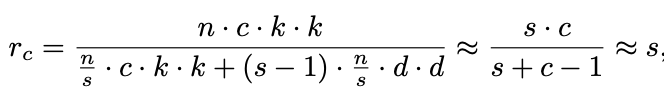 r_c = \frac{n \cdot c \cdot k \cdot k}{\frac{n}{s} \cdot c \cdot k \cdot k + (s - 1) \cdot \frac{n}{s} \cdot d \cdot d} \approx \frac{s \cdot c}{s + c - 1} \approx s,